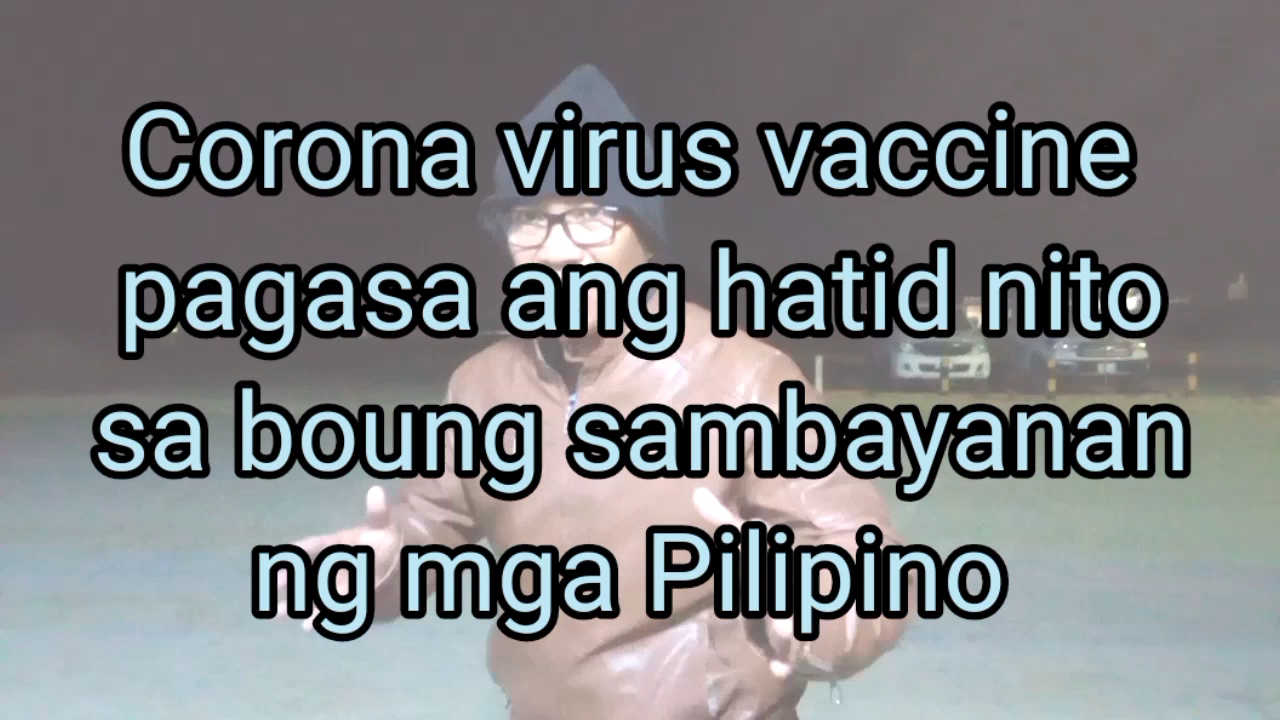 Corona virus vaccine
pagasa ang hatid nito
sa boung sambayanan
ng mga Pilipino